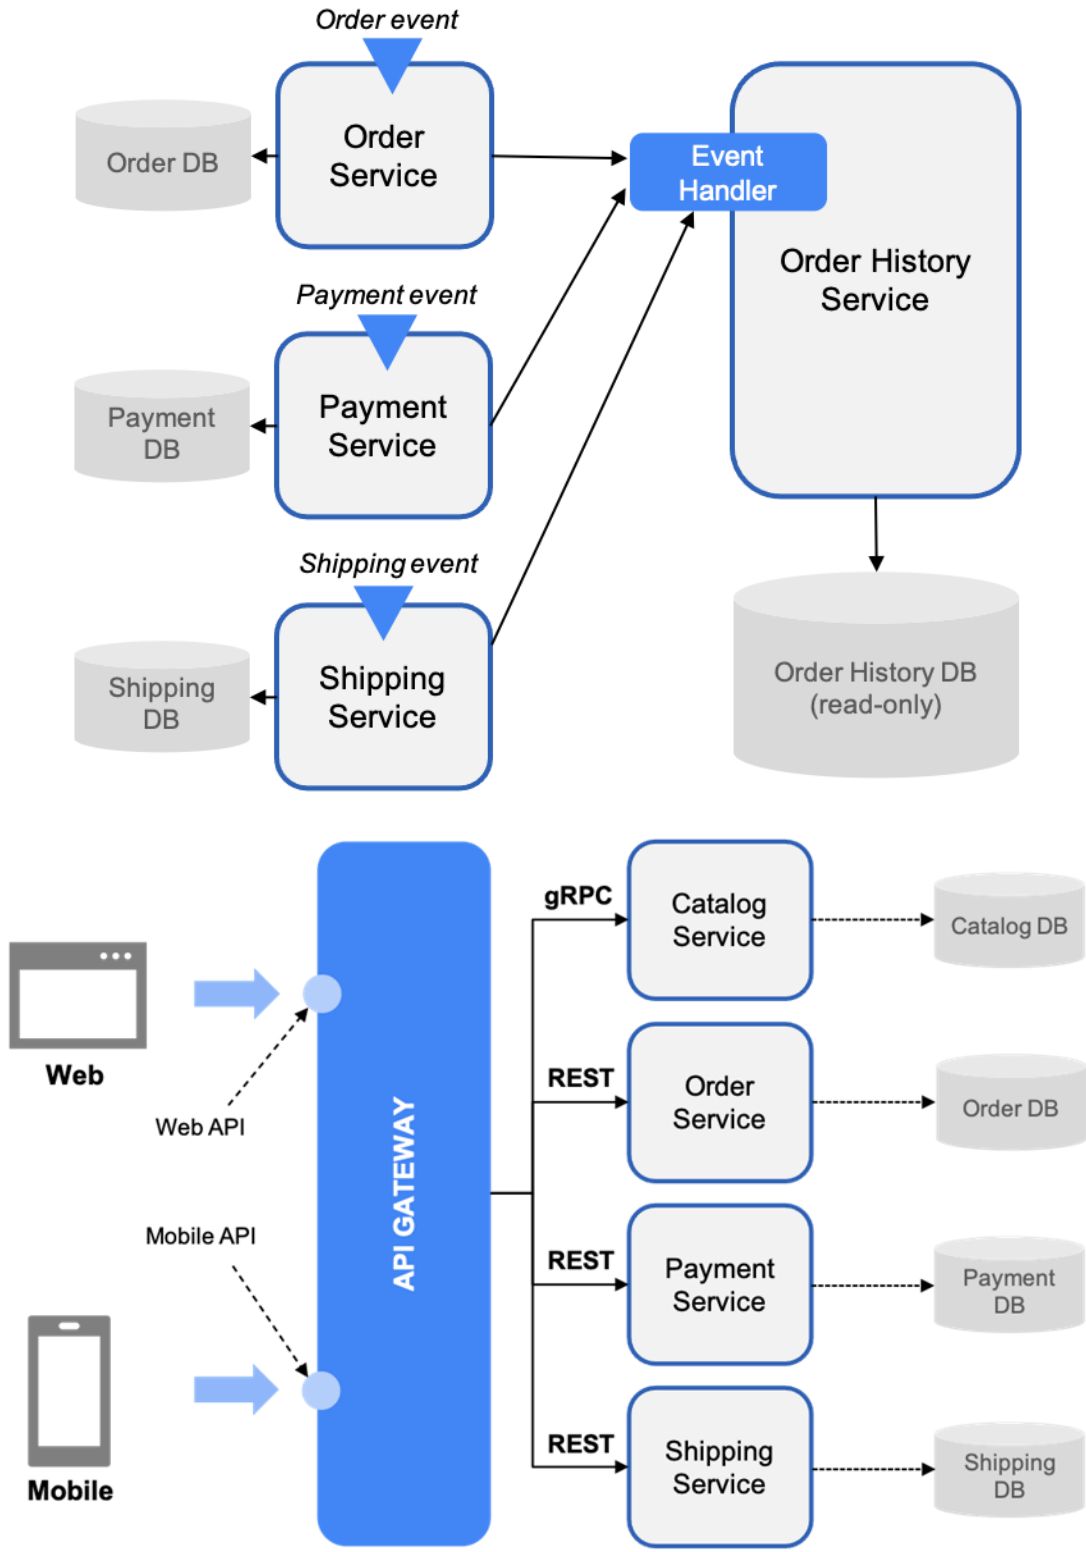 Order event
Order
Service
Order DB
Event
Handler
Order History
Service
Payment event
Payment
Service
Payment
DB
Shipping event
Shipping
Service
Shipping
DB
Order History DB
(read-only)
Web
Web API
Mobile API
Mobile
API GATEWAY
gRPC
Catalog
Service
Catalog DB
REST
Order
Service
Order DB
REST
Payment
Service
Payment
DB
REST
Shipping
Service
Shipping
DB